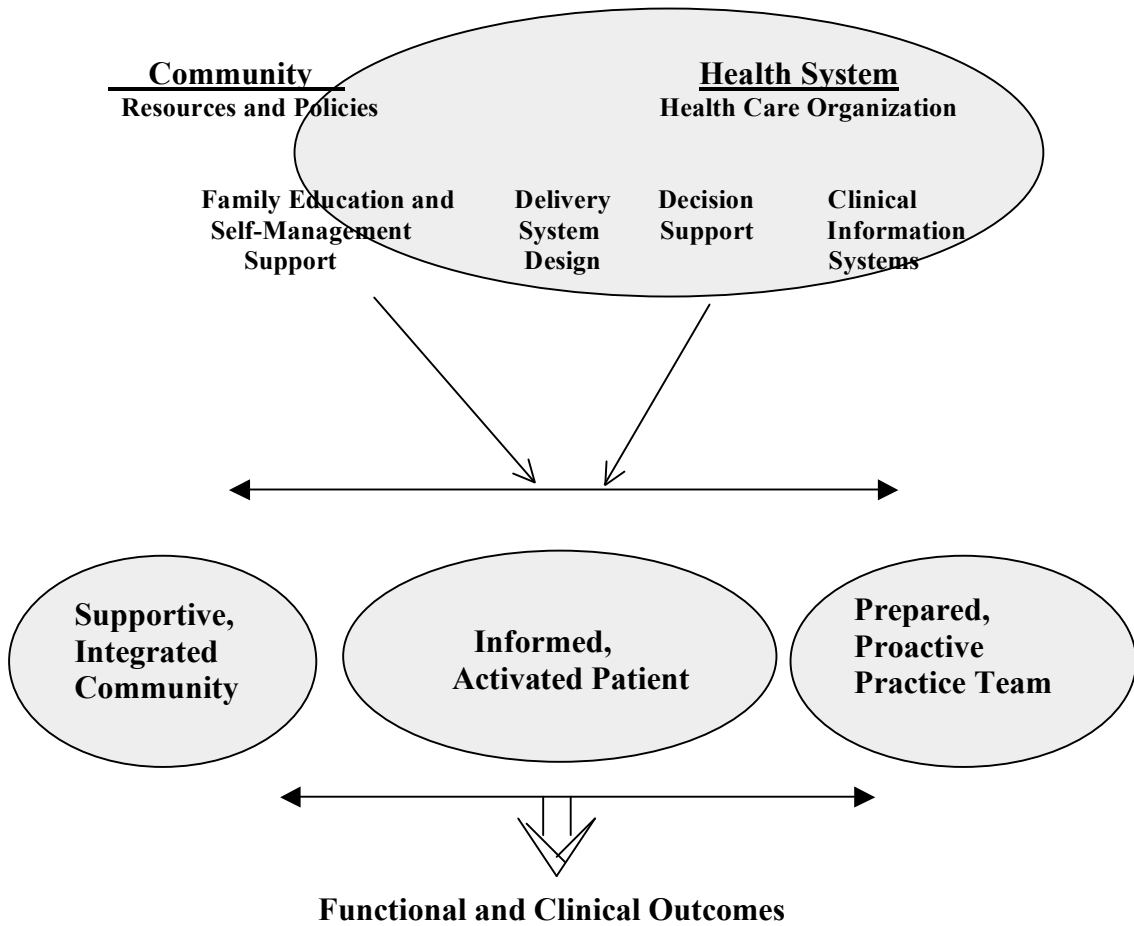 Community
Resources and Policies
Health System
Health Care Organization
Family Education and
Self-Management
Support
Delivery
System
Design
Decision
Support
Clinical
Information
Systems
Supportive,
Integrated
Community
Informed,
Activated Patient
Prepared,
Proactive
Practice Team
Functional and Clinical Outcomes